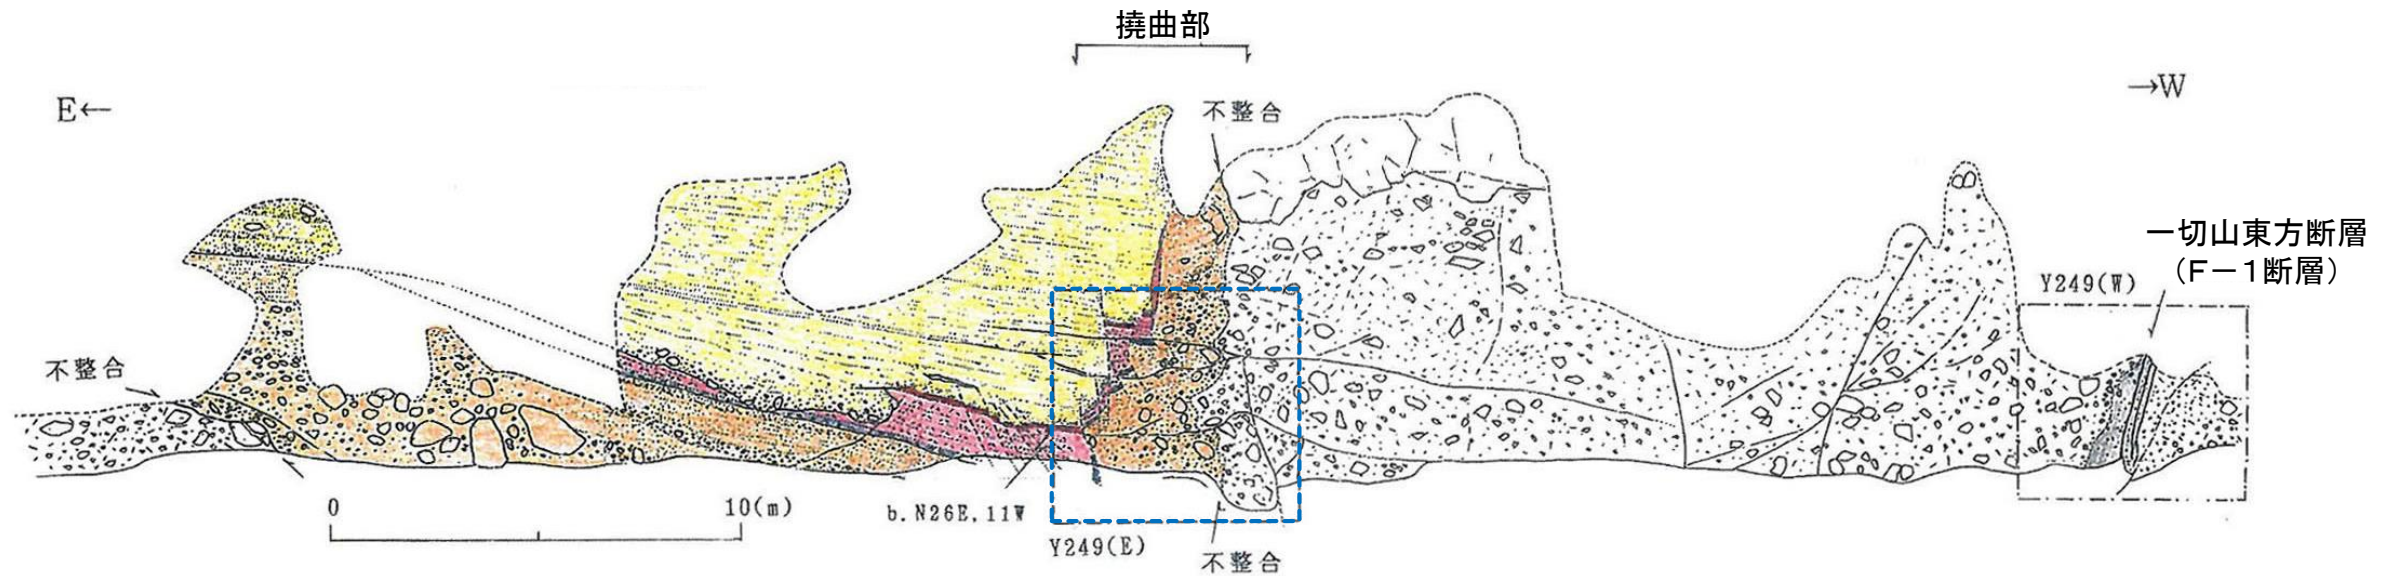 撓曲部
E←
→W
不整合
一切山東方断層
（F－1断層）
Y249(W)
不整合
0
10(m)
b.N26E,11W
Y249(E)
不整合